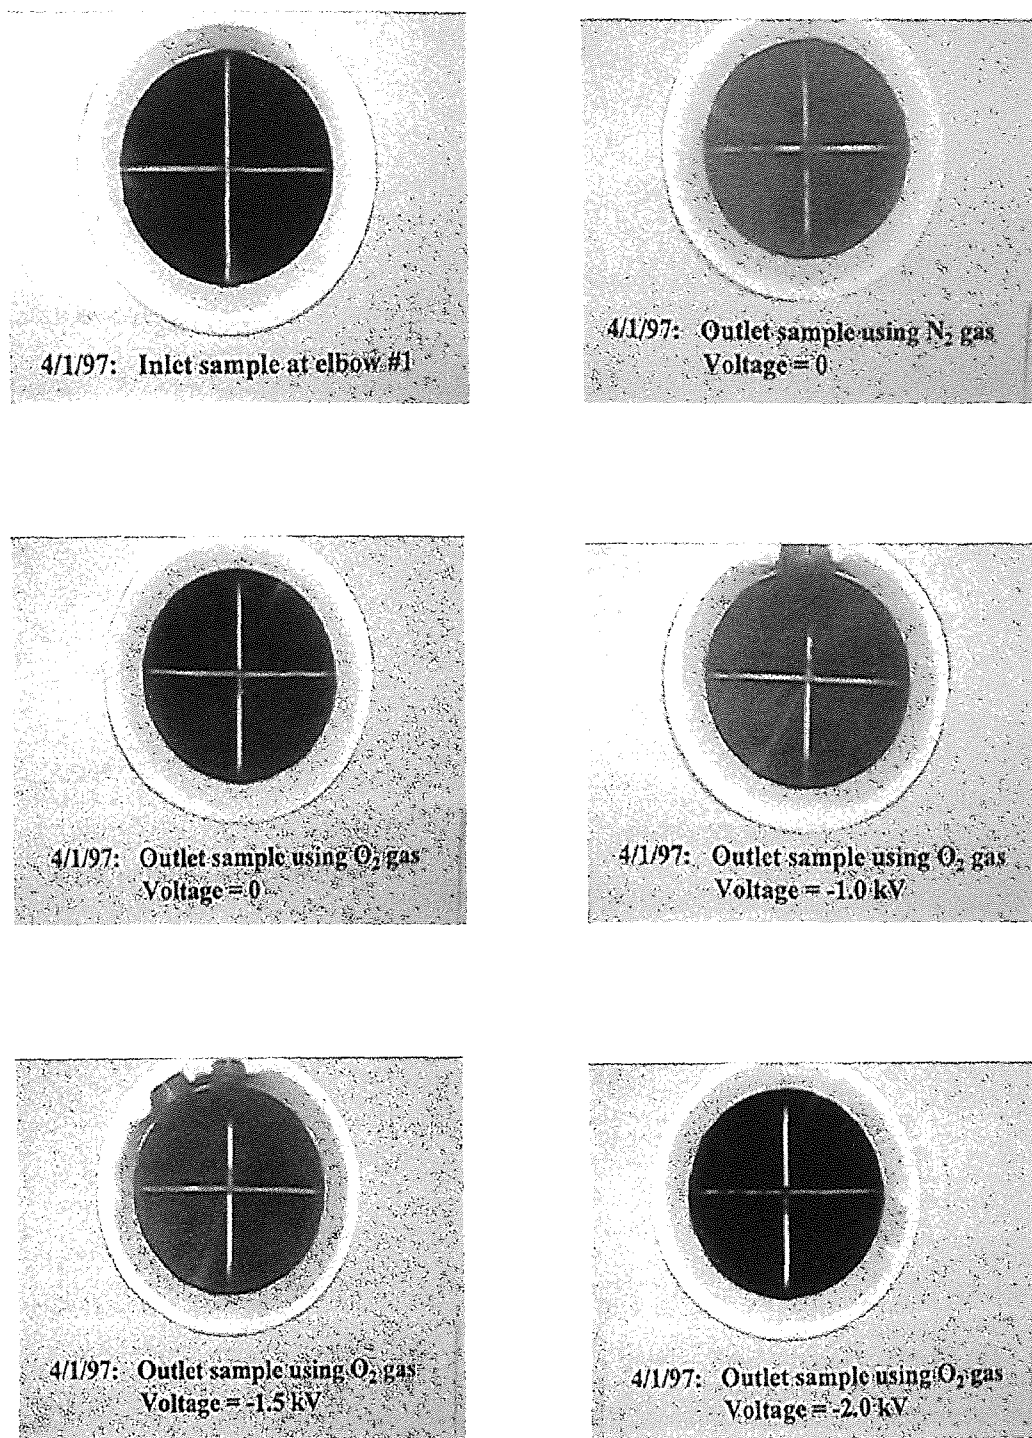 4/1/97: Inlet sample at elbow #1
4/1/97: Outlet sample using N₂ gas
Voltage = 0
4/1/97: Outlet sample using O₂ gas
Voltage = 0
4/1/97: Outlet sample using O₂ gas
Voltage = -1.0 kV
4/1/97: Outlet sample using O₂ gas
Voltage = -1.5 kV
4/1/97: Outlet sample using O₂ gas
Voltage = -2.0 kV